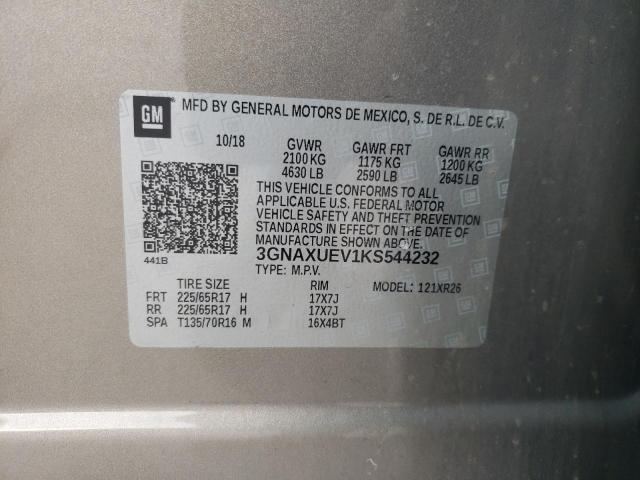 GM
MFD BY GENERAL MOTORS DE MEXICO, S. DE R.L. DE C.V.
10/18 GVWR GAWR FRT GAWR RR
2100 KG 1175 KG 1200 KG
4630 LB 2590 LB 2645 LB
THIS VEHICLE CONFORMS TO ALL
APPLICABLE U.S. FEDERAL MOTOR
VEHICLE SAFETY AND THEFT PREVENTION
STANDARDS IN EFFECT ON THE DATE OF
MANUFACTURE SHOWN ABOVE.
441B 3GNAXUEV1KS544232
TYPE: M.P.V.
TIRE SIZE RIM MODEL: 121XR26
FRT 225/65R17 H 17X7J
RR 225/65R17 H 17X7J
SPA T135/70R16 M 16X4BT